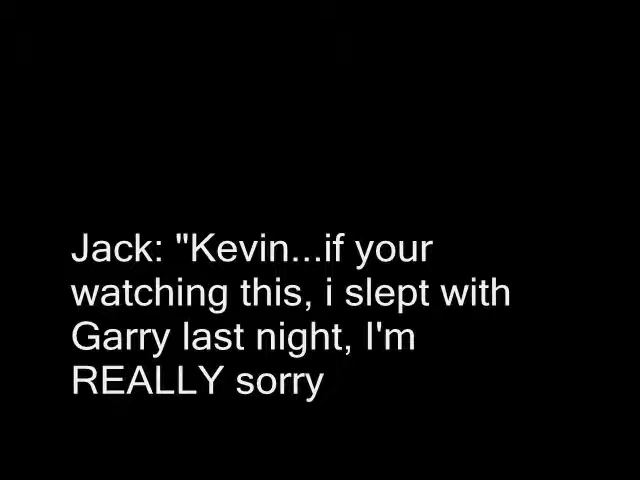 Jack: "Kevin...if your
watching this, i slept with
Garry last night, I'm
REALLY sorry